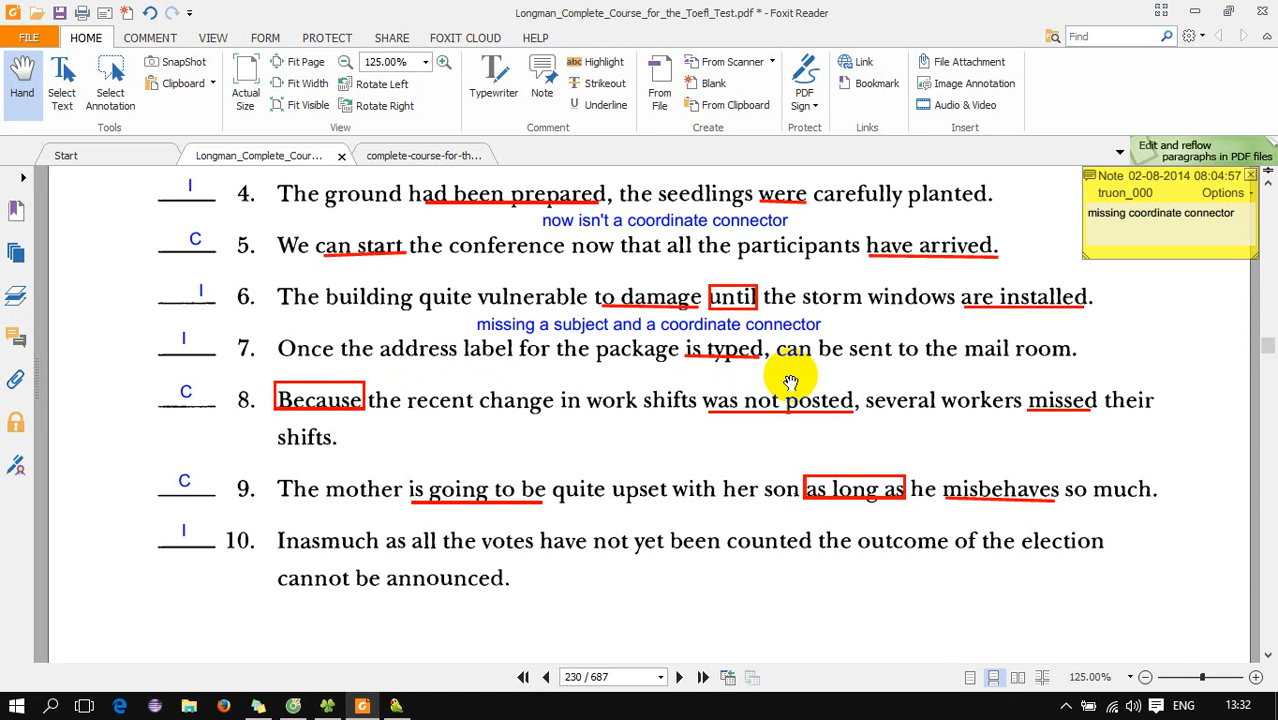 Longman_Complete_Course_for_the_Toefl_Test.pdf * - Foxit Reader
FILE HOME COMMENT VIEW FORM PROTECT SHARE FOXIT CLOUD HELP Find
Hand
Select Text
Select Annotation
SnapShot
Clipboard
Tools
Actual Size
Fit Page
Fit Width
Fit Visible
125.00%
Rotate Left
Rotate Right
View
Typewriter
Note
Highlight
Strikeout
Underline
Comment
From File
From Scanner
Blank
From Clipboard
Create
PDF Sign
Protect
Link
Bookmark
Links
File Attachment
Image Annotation
Audio & Video
Insert
Start Longman_Complete_Cour... complete-course-for-th...
Edit and reflow
paragraphs in PDF files
Note 02-08-2014 08:04:57
truon_000 Options
missing coordinate connector
I 4. The ground had been prepared, the seedlings were carefully planted.
now isn't a coordinate connector
C 5. We can start the conference now that all the participants have arrived.
I 6. The building quite vulnerable to damage until the storm windows are installed.
missing a subject and a coordinate connector
I 7. Once the address label for the package is typed, can be sent to the mail room.
C 8. Because the recent change in work shifts was not posted, several workers missed their
shifts.
C 9. The mother is going to be quite upset with her son as long as he misbehaves so much.
I 10. Inasmuch as all the votes have not yet been counted the outcome of the election
cannot be announced.
230 / 687
125.00%
ENG 13:32